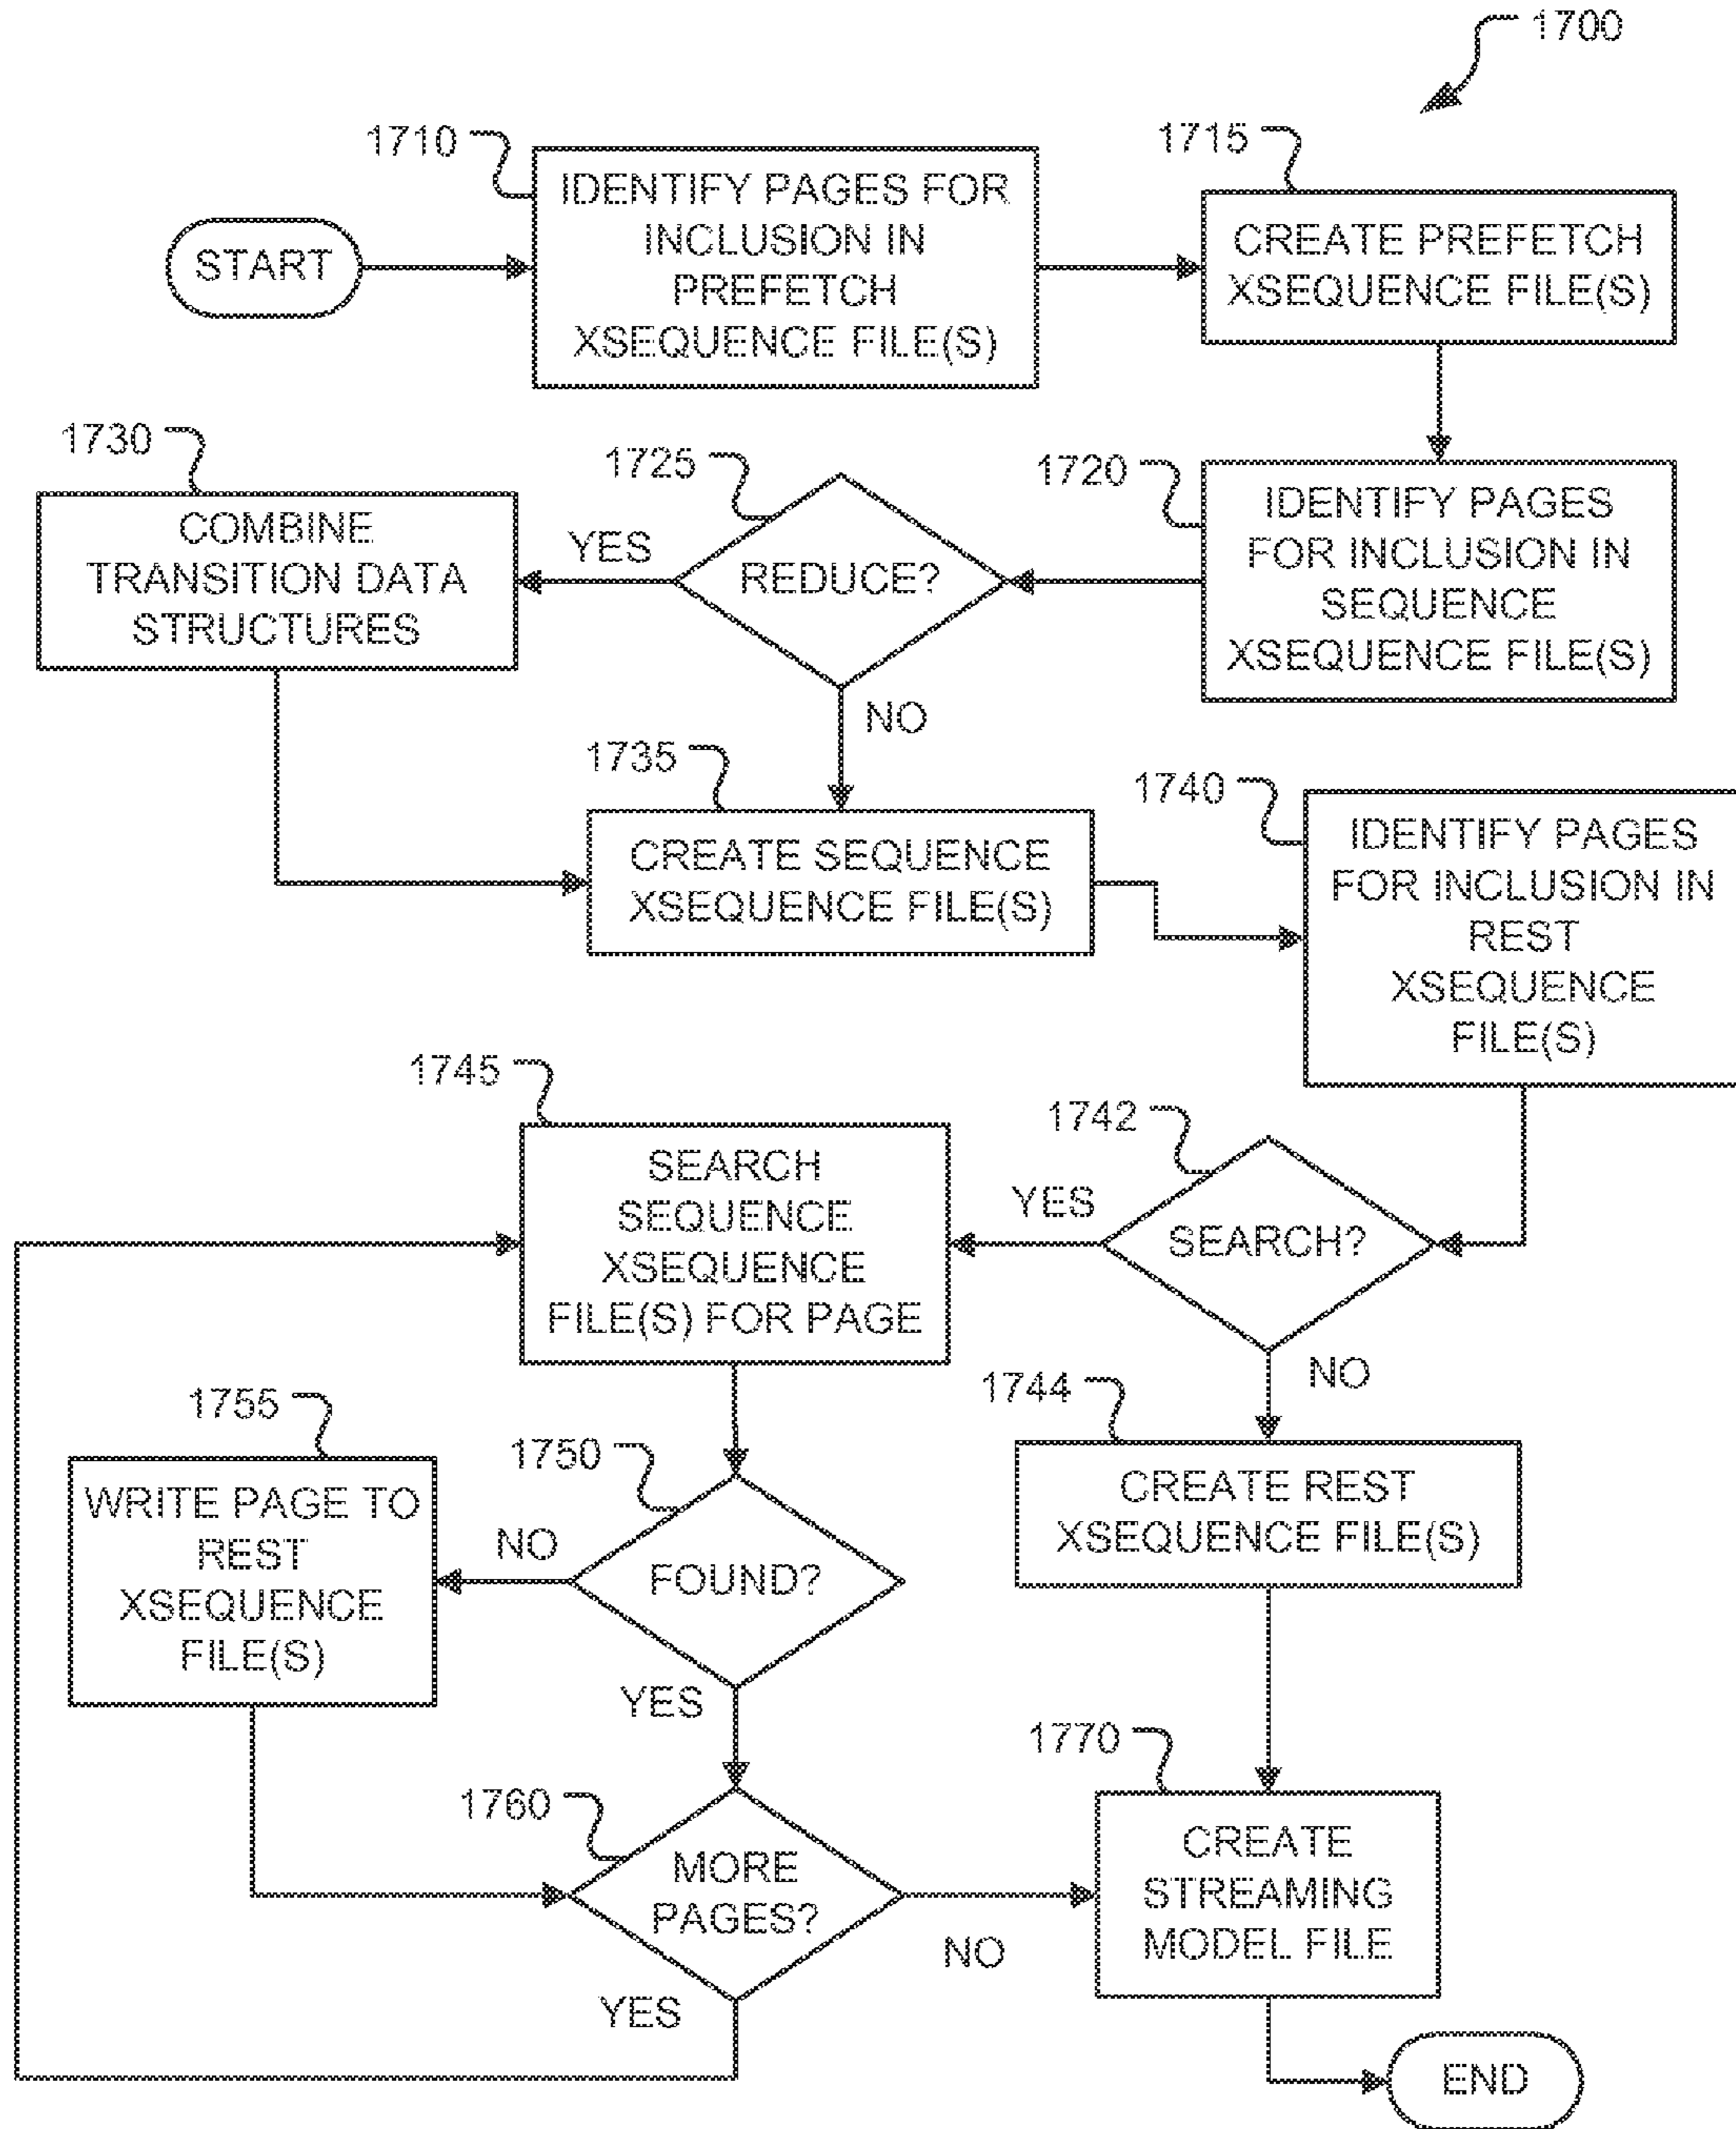 1700
1710
IDENTIFY PAGES FOR
INCLUSION IN
PREFETCH
XSEQUENCE FILE(S)
1715
CREATE PREFETCH
XSEQUENCE FILE(S)
START
1730
COMBINE
TRANSITION DATA
STRUCTURES
1725
YES
REDUCE?
NO
1720
IDENTIFY PAGES
FOR INCLUSION IN
SEQUENCE
XSEQUENCE FILE(S)
1735
CREATE SEQUENCE
XSEQUENCE FILE(S)
1740
IDENTIFY PAGES
FOR INCLUSION IN
REST
XSEQUENCE
FILE(S)
1745
SEARCH
SEQUENCE
XSEQUENCE
FILE(S) FOR PAGE
1742
YES
SEARCH?
NO
1744
CREATE REST
XSEQUENCE FILE(S)
1755
WRITE PAGE TO
REST
XSEQUENCE
FILE(S)
1750
NO
FOUND?
YES
1760
MORE
PAGES?
NO
YES
1770
CREATE
STREAMING
MODEL FILE
END